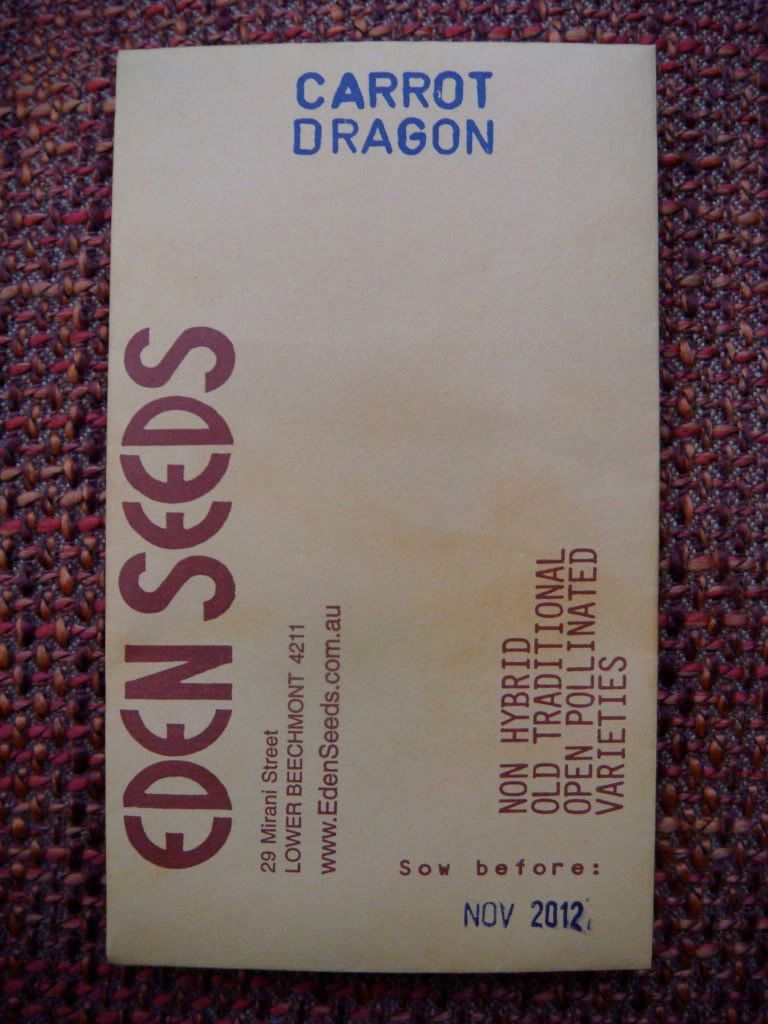 CARROT
DRAGON
EDEN SEEDS
29 Mirani Street
LOWER BEECHMONT 4211
www.EdenSeeds.com.au
NON HYBRID
OLD TRADITIONAL
OPEN POLLINATED
VARIETIES
Sow before:
NOV 2012